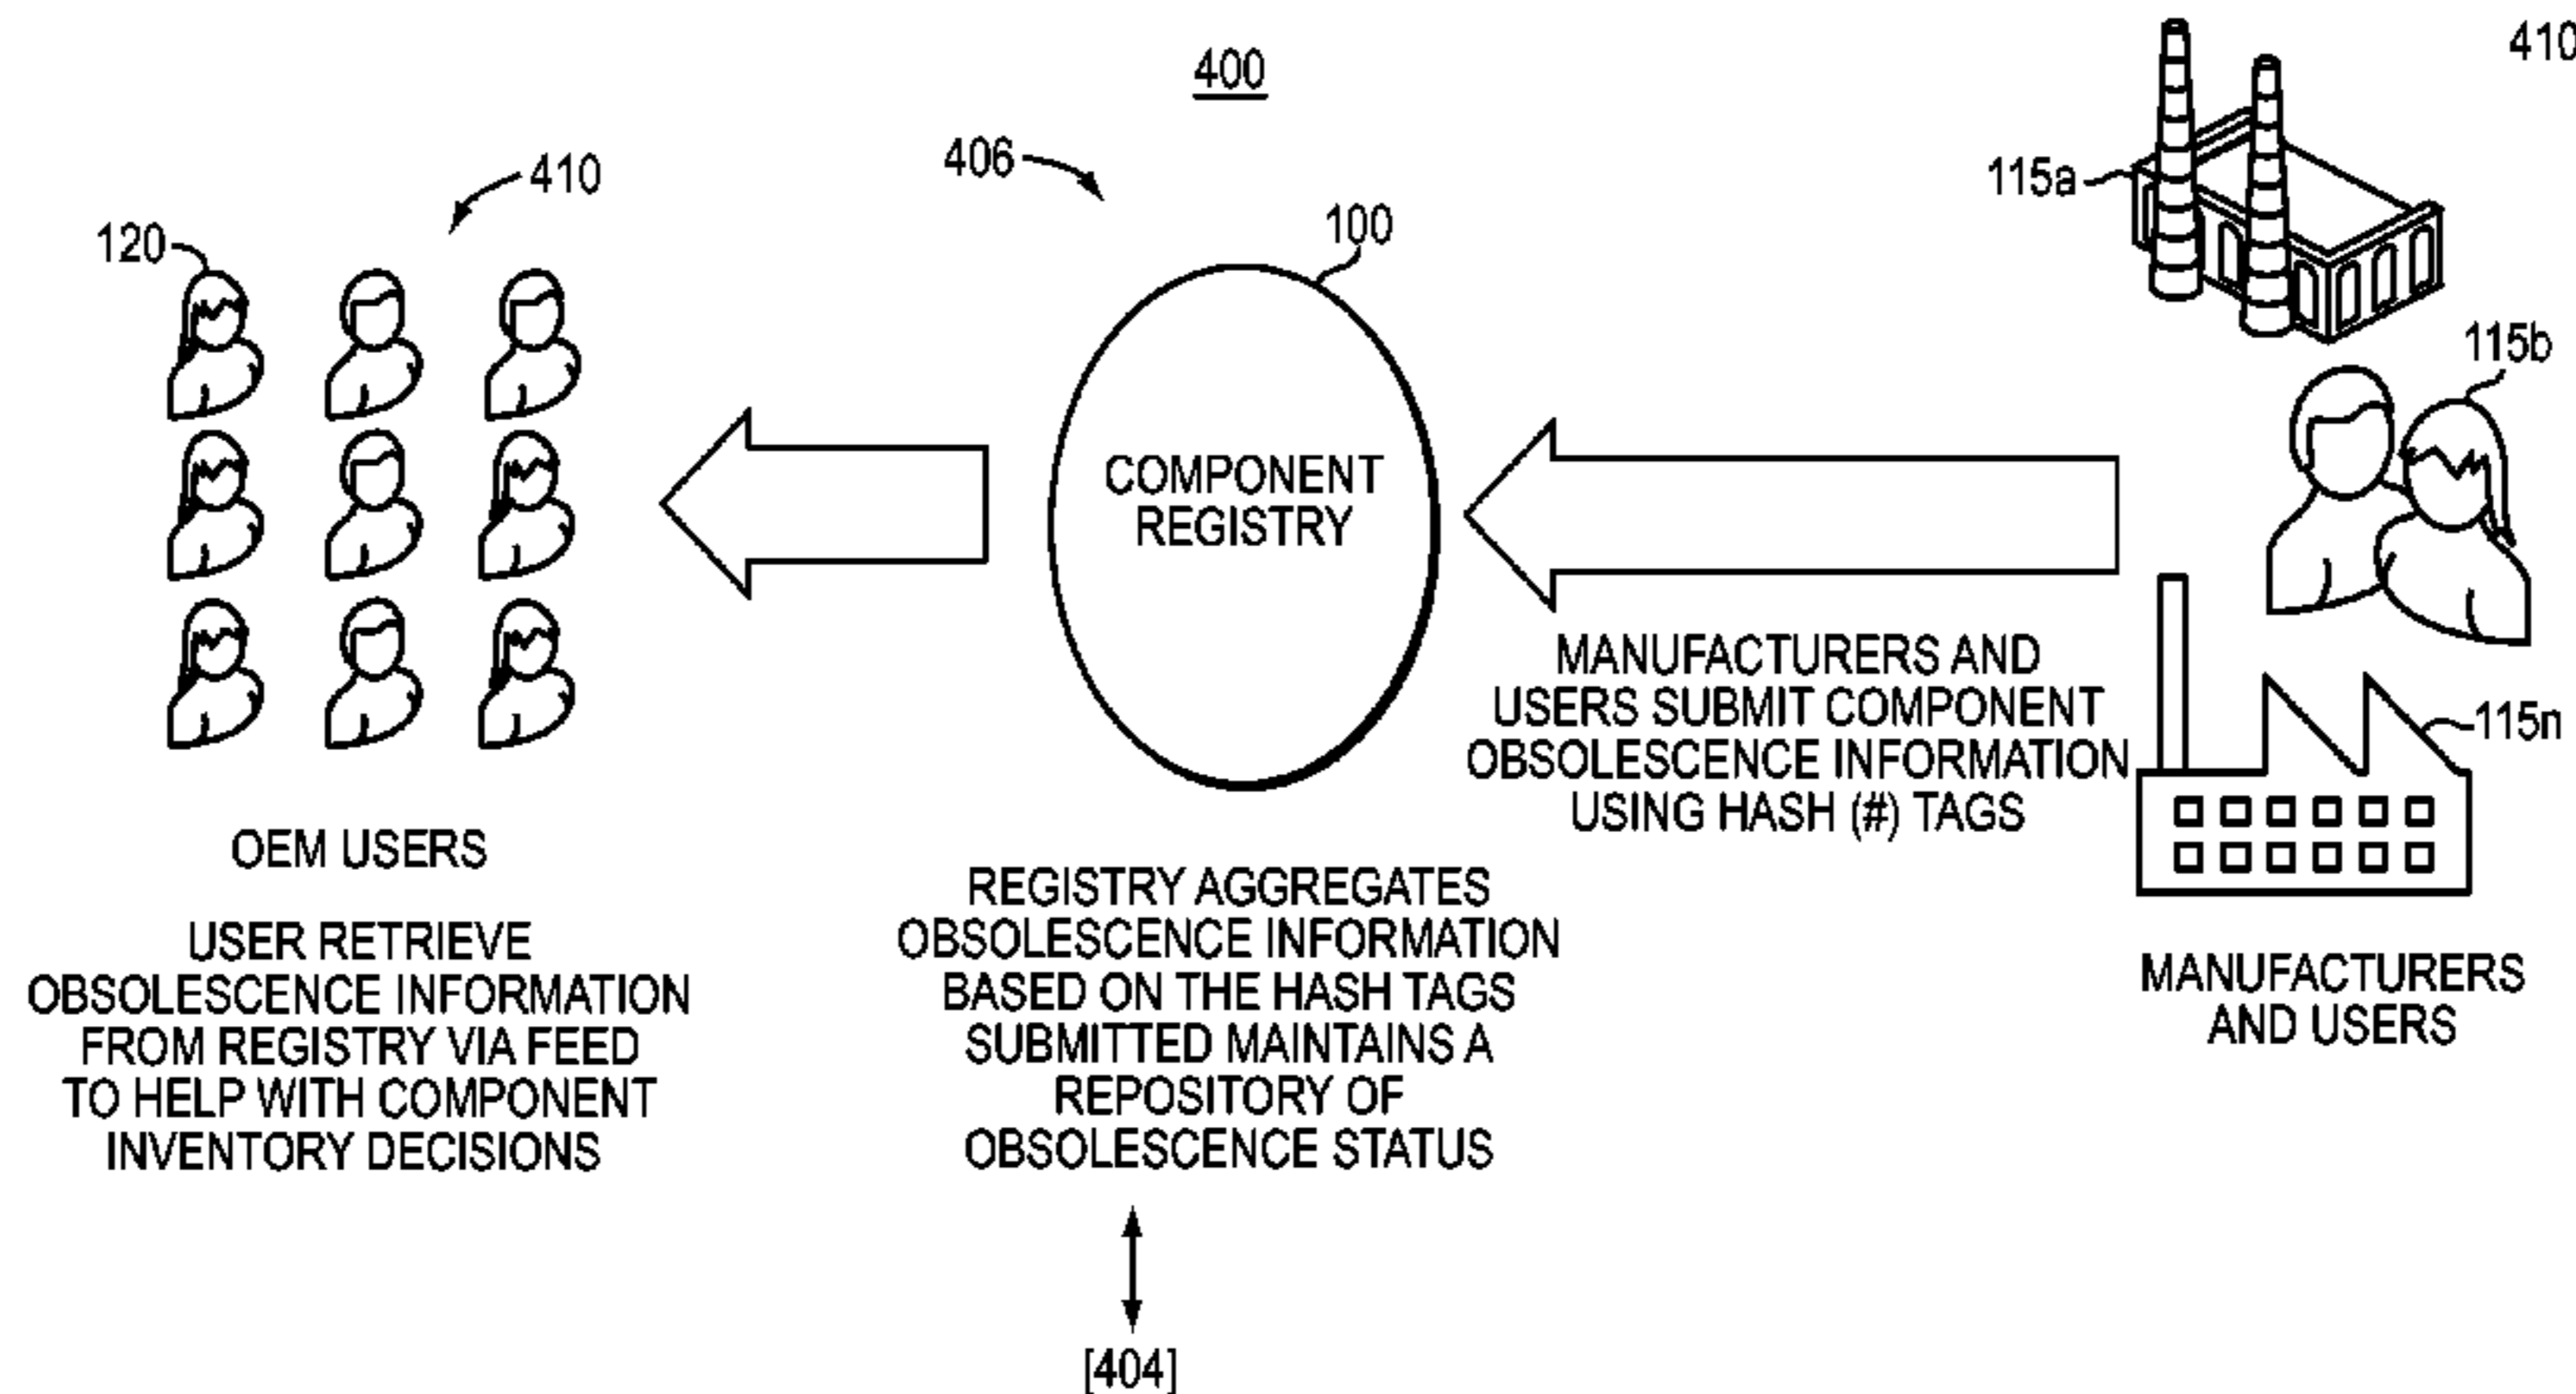 400
410
406
410
120
100
115a
115b
COMPONENT
REGISTRY
MANUFACTURERS AND
USERS SUBMIT COMPONENT
OBSOLESCENCE INFORMATION
USING HASH (#) TAGS
115n
OEM USERS
USER RETRIEVE
OBSOLESCENCE INFORMATION
FROM REGISTRY VIA FEED
TO HELP WITH COMPONENT
INVENTORY DECISIONS
REGISTRY AGGREGATES
OBSOLESCENCE INFORMATION
BASED ON THE HASH TAGS
SUBMITTED MAINTAINS A
REPOSITORY OF
OBSOLESCENCE STATUS
MANUFACTURERS
AND USERS
[404]